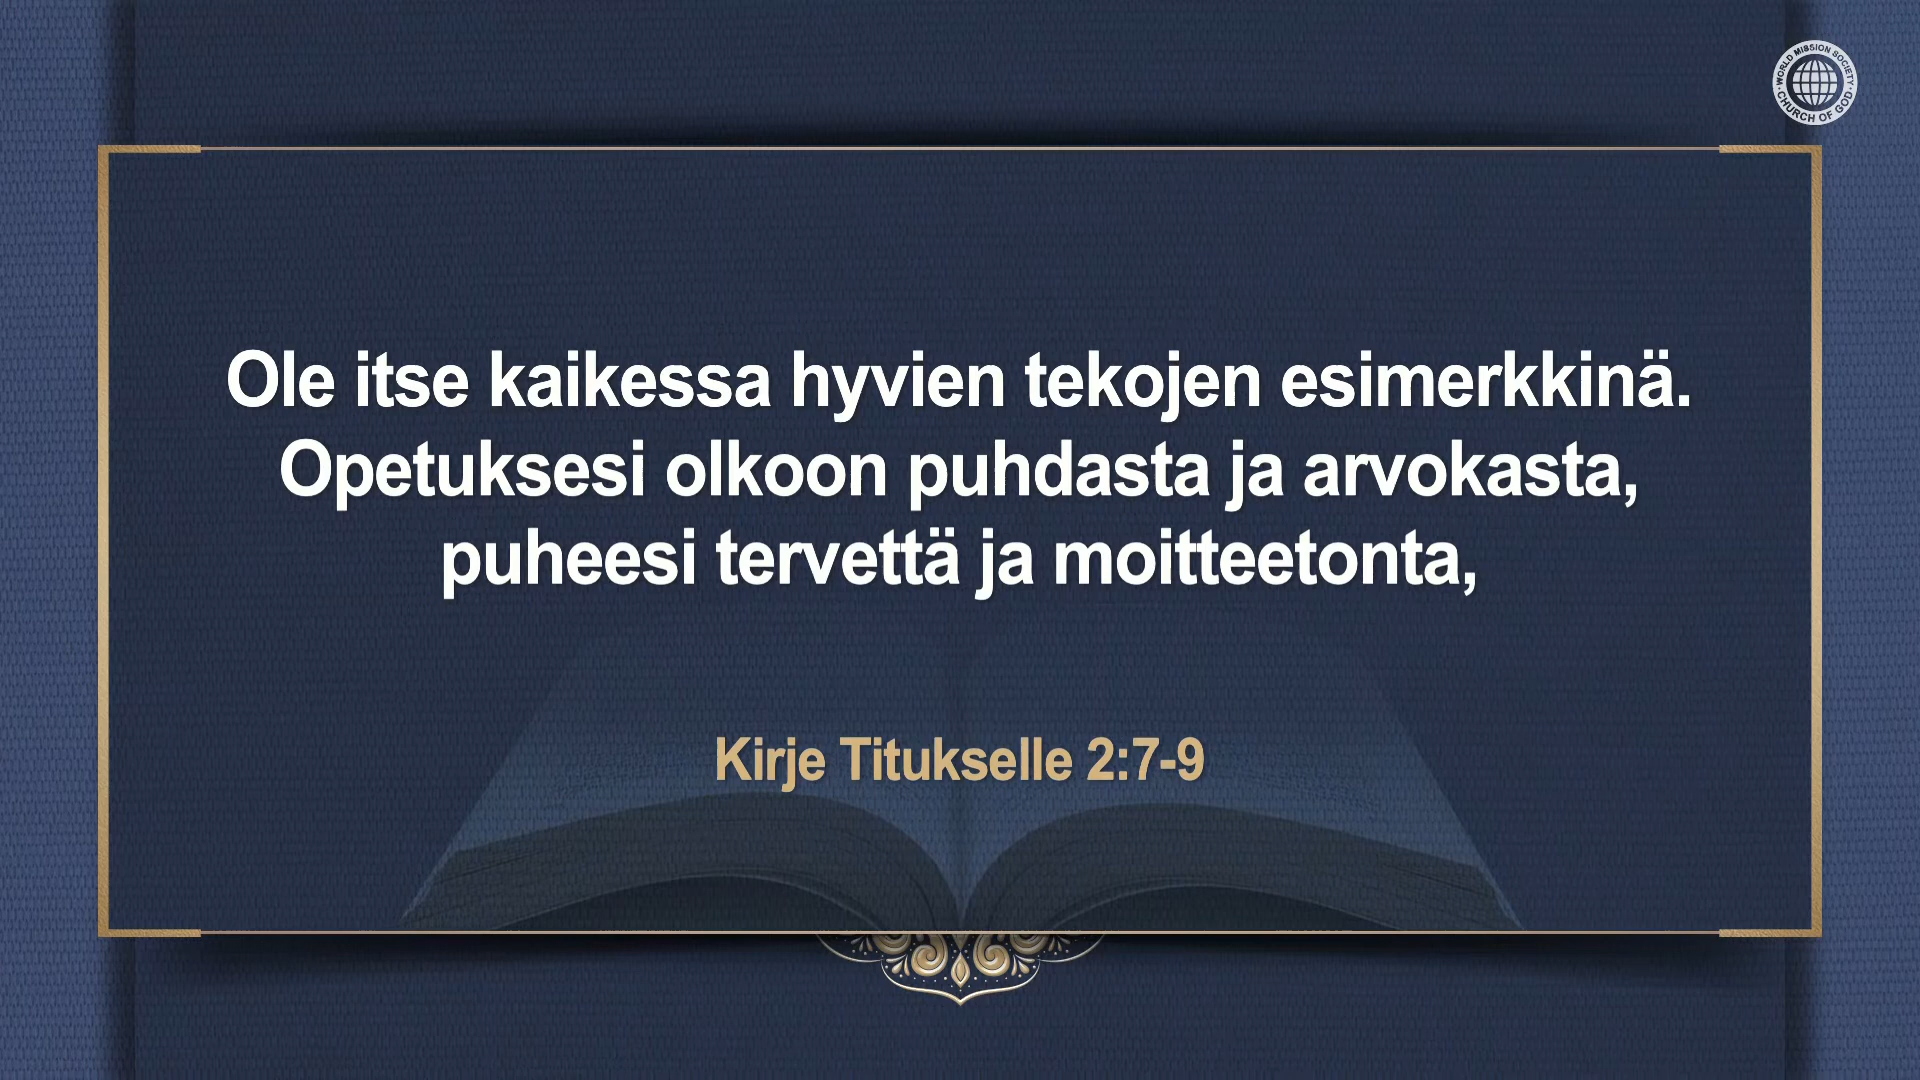 WORLD MISSION SOCIETY
CHURCH OF GOD
Ole itse kaikessa hyvien tekojen esimerkkinä.
Opetuksesi olkoon puhdasta ja arvokasta,
puheesi tervettä ja moitteetonta,
Kirje Titukselle 2:7-9